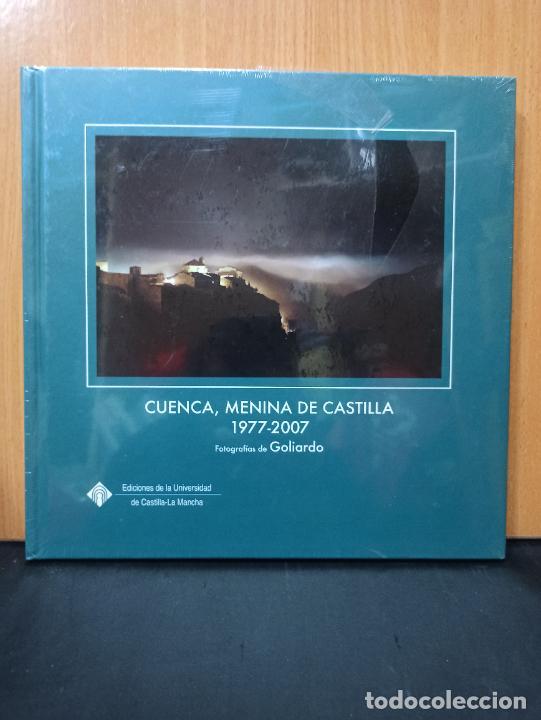 CUENCA, MENINA DE CASTILLA
1977-2007
Fotografías de Goliardo
Ediciones de la Universidad
de Castilla-La Mancha
todocoleccion